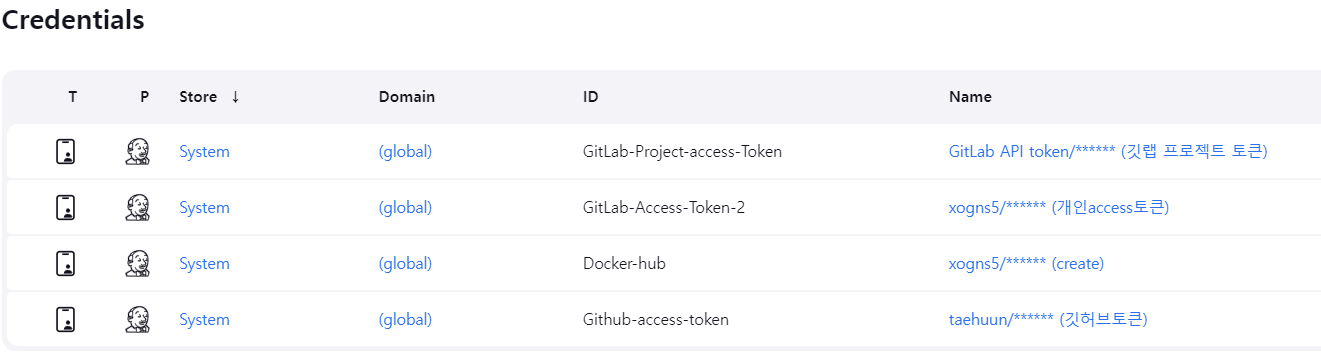 Credentials
T P Store ↓ Domain ID Name
System (global) GitLab-Project-access-Token GitLab API token/****** (깃랩 프로젝트 토큰)
System (global) GitLab-Access-Token-2 xogns5/****** (개인access토큰)
System (global) Docker-hub xogns5/****** (create)
System (global) Github-access-token taehuun/****** (깃허브토큰)